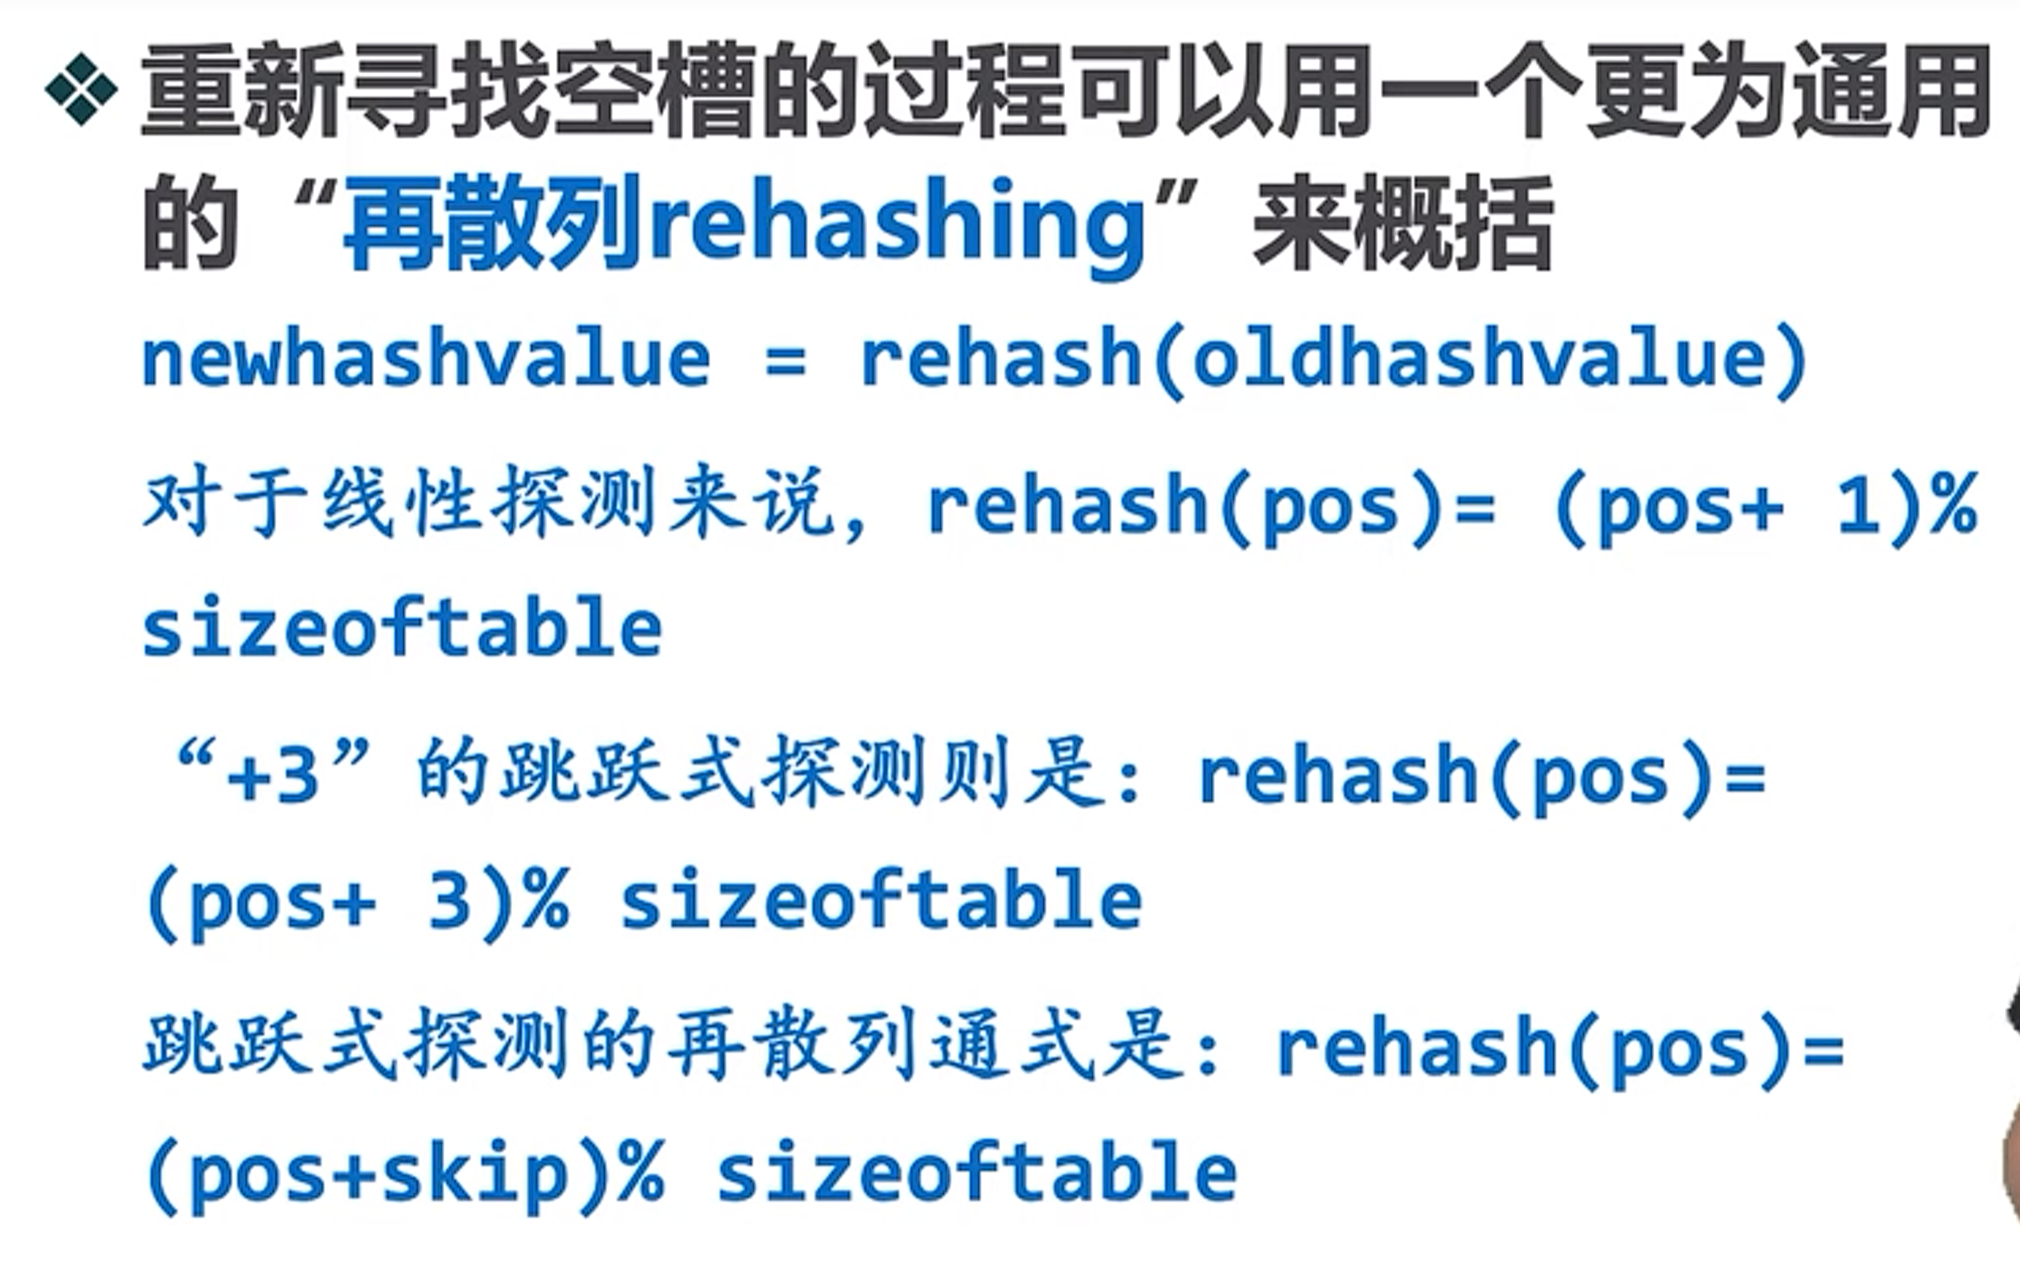 ❖ 重新寻找空槽的过程可以用一个更为通用
的“再散列rehashing”来概括
newhashvalue = rehash(oldhashvalue)
对于线性探测来说，rehash(pos)= (pos+ 1)%
sizeoftable
“+3”的跳跃式探测则是：rehash(pos)=
(pos+ 3)% sizeoftable
跳跃式探测的再散列通式是：rehash(pos)=
(pos+skip)% sizeoftable